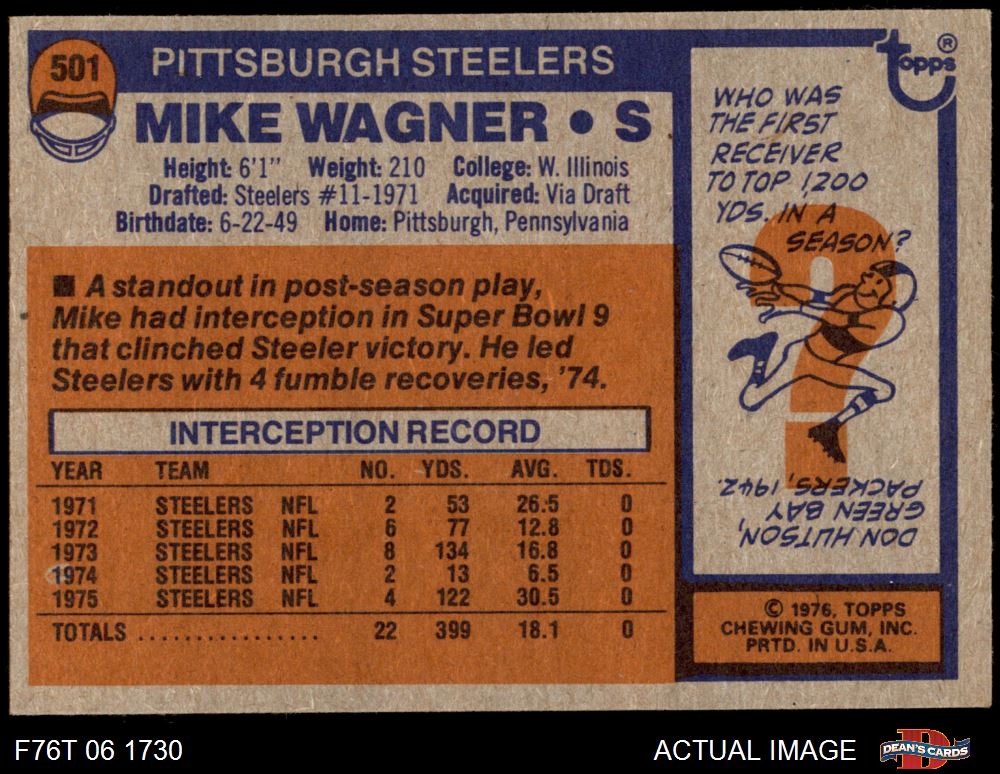 501
PITTSBURGH STEELERS
MIKE WAGNER • S
Height: 6'1" Weight: 210 College: W. Illinois
Drafted: Steelers #11-1971 Acquired: Via Draft
Birthdate: 6-22-49 Home: Pittsburgh, Pennsylvania
■ A standout in post-season play,
Mike had interception in Super Bowl 9
that clinched Steeler victory. He led
Steelers with 4 fumble recoveries, '74.
INTERCEPTION RECORD
YEAR TEAM NO. YDS. AVG. TDS.
1971 STEELERS NFL 2 53 26.5 0
1972 STEELERS NFL 6 77 12.8 0
1973 STEELERS NFL 8 134 16.8 0
1974 STEELERS NFL 2 13 6.5 0
1975 STEELERS NFL 4 122 30.5 0
TOTALS ................ 22 399 18.1 0
topps ®
WHO WAS
THE FIRST
RECEIVER
TO TOP 1,200
YDS. IN A
SEASON?
?
DON HUTSON,
GREEN BAY
PACKERS, 1942.
© 1976, TOPPS
CHEWING GUM, INC.
PRTD. IN U.S.A.
F76T 06 1730
ACTUAL IMAGE
DEAN'S CARDS